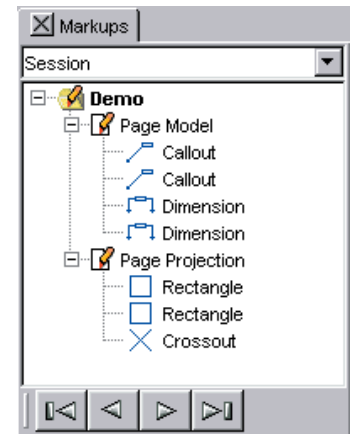 Markups
Session
Demo
Page Model
Callout
Callout
Dimension
Dimension
Page Projection
Rectangle
Rectangle
Crossout